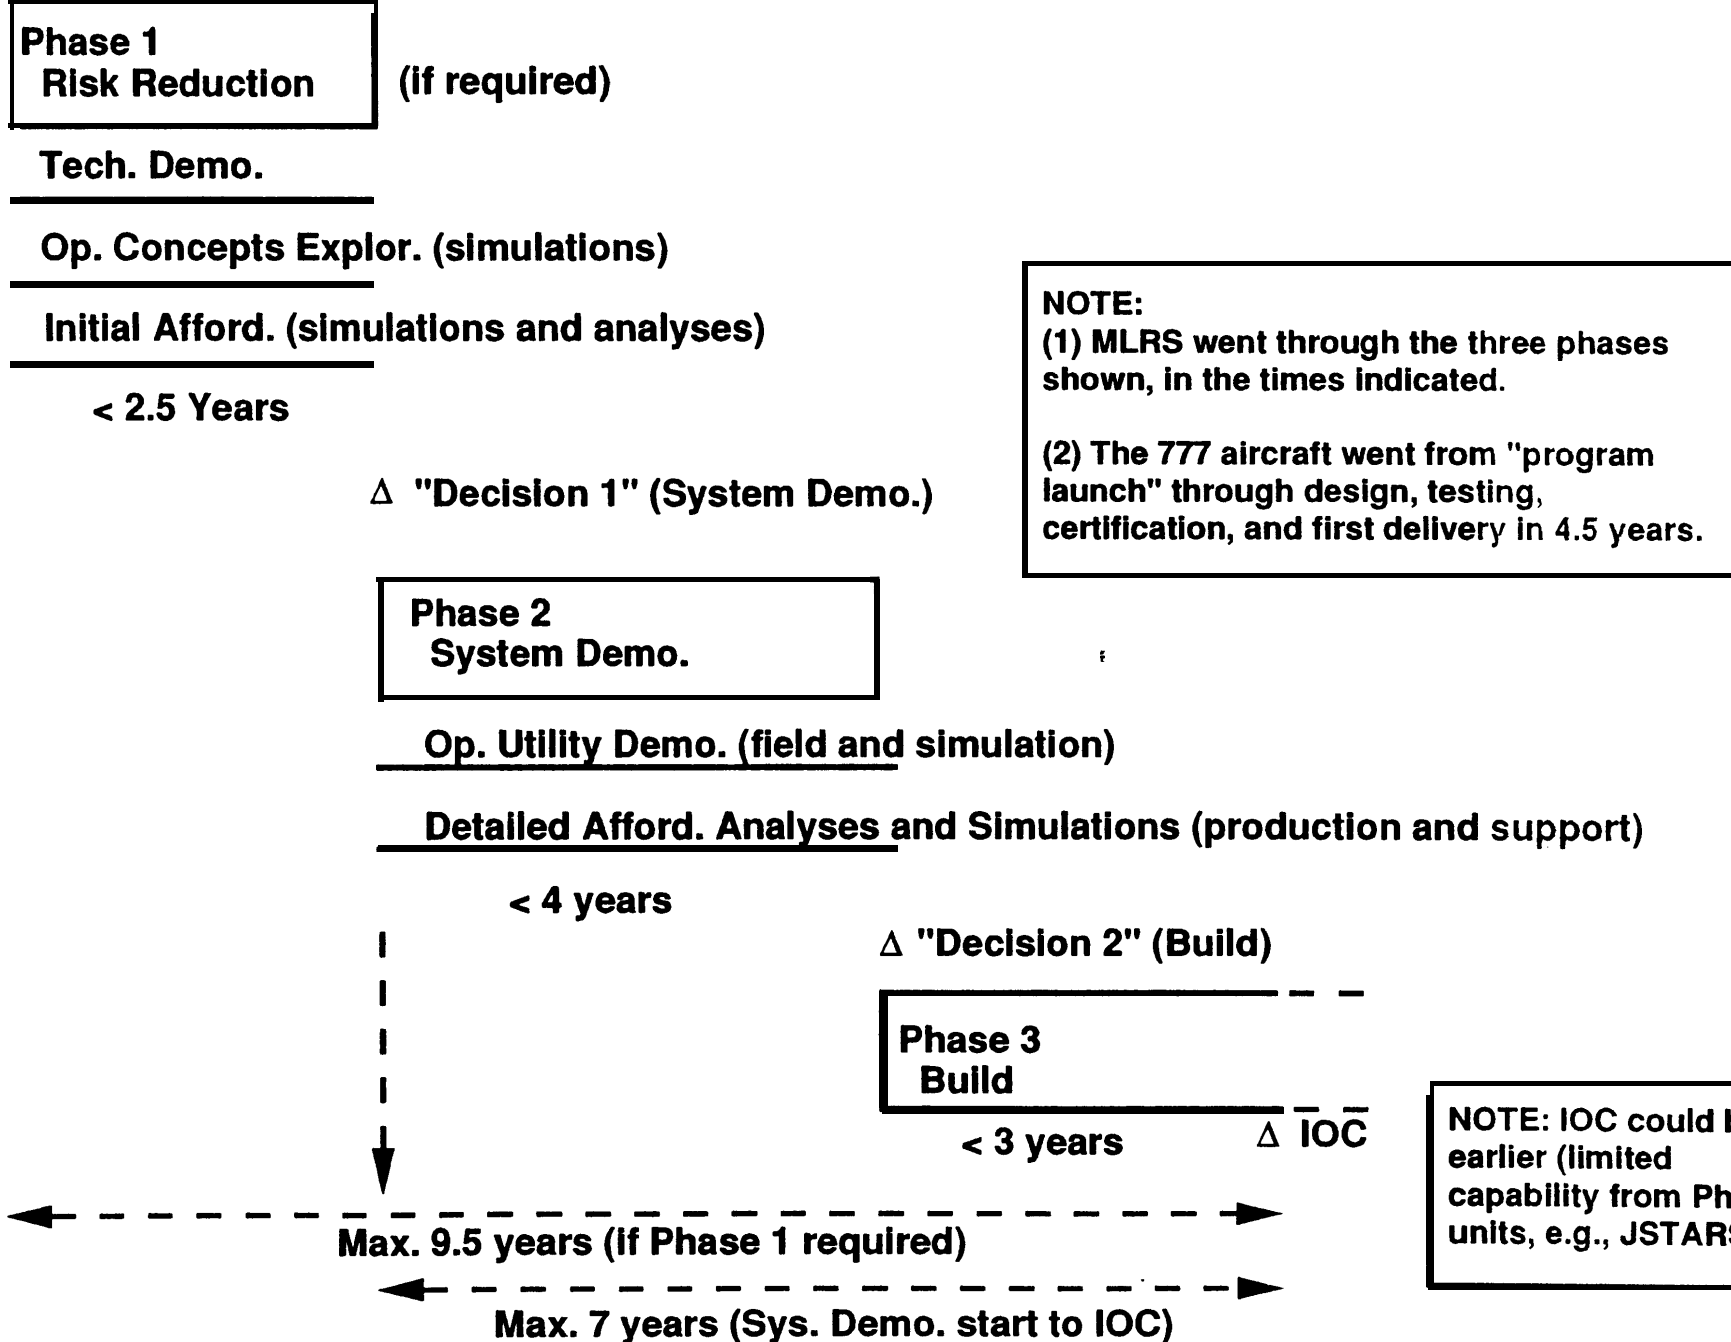 Phase 1
Risk Reduction
(if required)
Tech. Demo.
Op. Concepts Explor. (simulations)
Initial Afford. (simulations and analyses)
< 2.5 Years
NOTE:
(1) MLRS went through the three phases
shown, in the times indicated.
(2) The 777 aircraft went from "program
launch" through design, testing,
certification, and first delivery in 4.5 years.
Δ "Decision 1" (System Demo.)
Phase 2
System Demo.
Op. Utility Demo. (field and simulation)
Detailed Afford. Analyses and Simulations (production and support)
< 4 years
Δ "Decision 2" (Build)
Phase 3
Build
< 3 years
Δ IOC
NOTE: IOC could
earlier (limited
capability from
units, e.g.,
Max. 9.5 years (if Phase 1 required)
Max. 7 years (Sys. Demo. start to IOC)